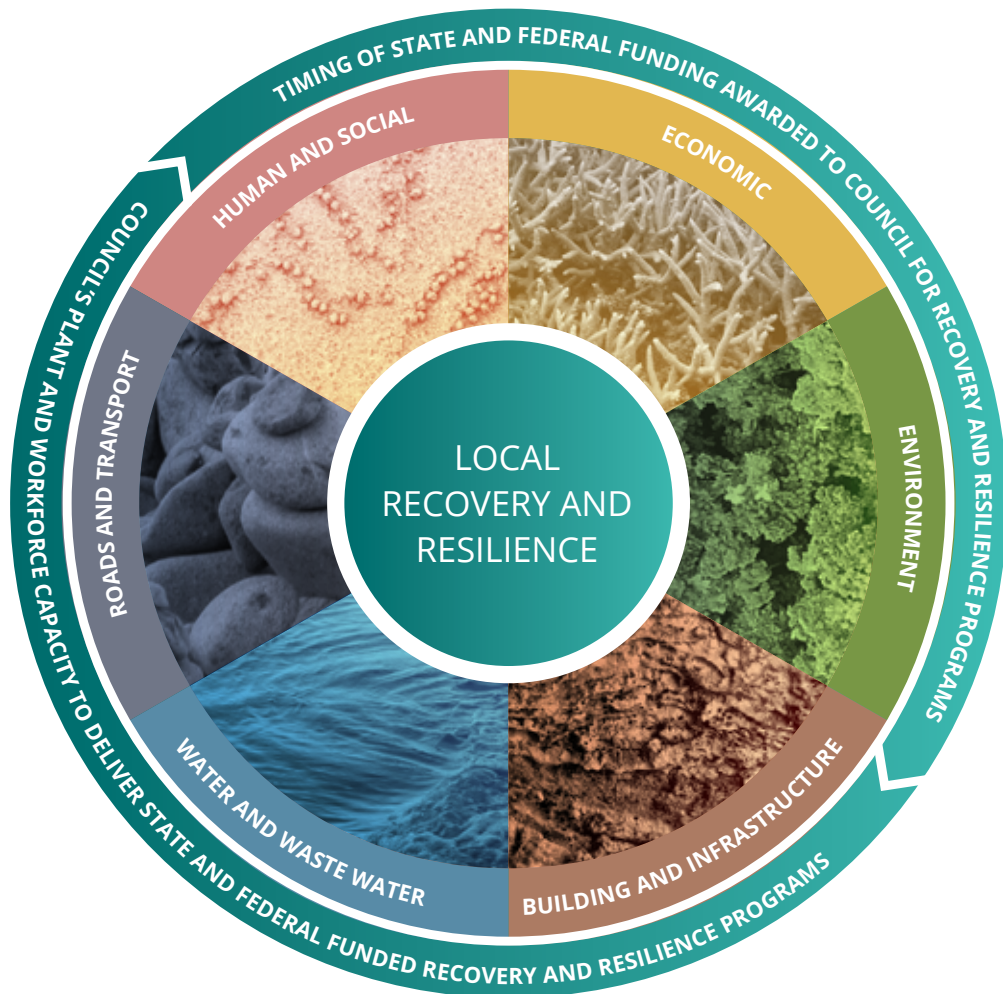 TIMING OF STATE AND FEDERAL FUNDING AWARDED TO COUNCIL FOR RECOVERY AND RESILIENCE PROGRAMS
COUNCIL'S PLANT AND WORKFORCE CAPACITY TO DELIVER STATE AND FEDERAL FUNDED RECOVERY AND RESILIENCE PROGRAMS
HUMAN AND SOCIAL
ECONOMIC
ENVIRONMENT
BUILDING AND INFRASTRUCTURE
WATER AND WASTE WATER
ROADS AND TRANSPORT
LOCAL
RECOVERY AND
RESILIENCE